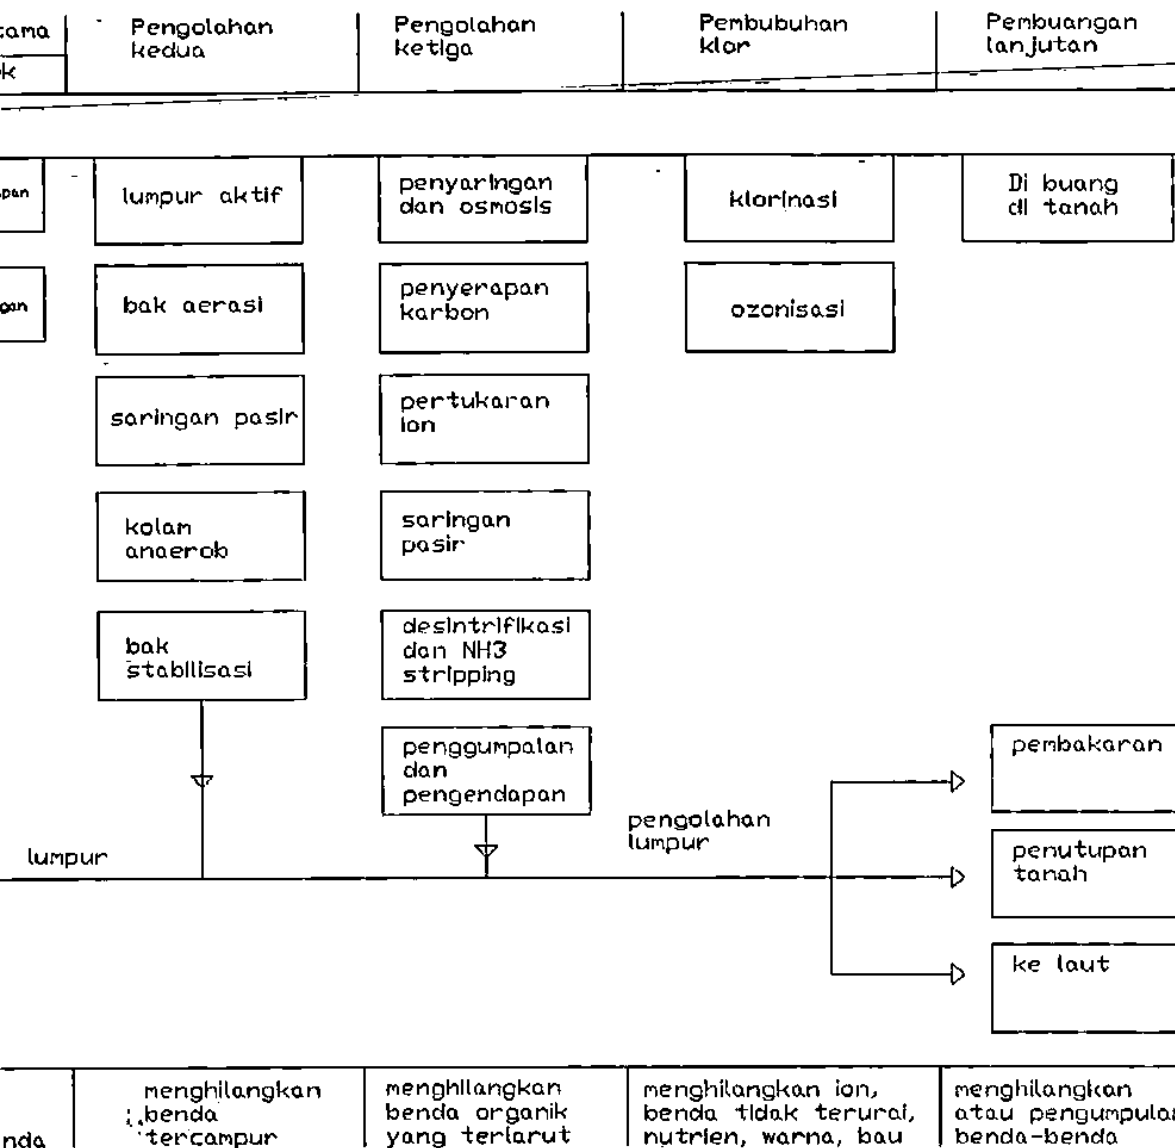 Pengolahan
kedua
Pengolahan
ketiga
Pembubuhan
klor
Pembuangan
lanjutan
lumpur aktif
penyaringan
dan osmosis
klorinasi
Di buang
di tanah
bak aerasi
penyerapan
karbon
ozonisasi
saringan pasir
pertukaran
ion
kolam
anaerob
saringan
pasir
bak
stabilisasi
desintrifikasi
dan NH3
stripping
penggumpalan
dan
pengendapan
pengolahan
lumpur
lumpur
pembakaran
penutupan
tanah
ke laut
menghilangkan
benda
tercampur
menghilangkan
benda organik
yang terlarut
menghilangkan ion,
benda tidak terurai,
nutrien, warna, bau
menghilangkan
atau pengumpulan
benda-benda